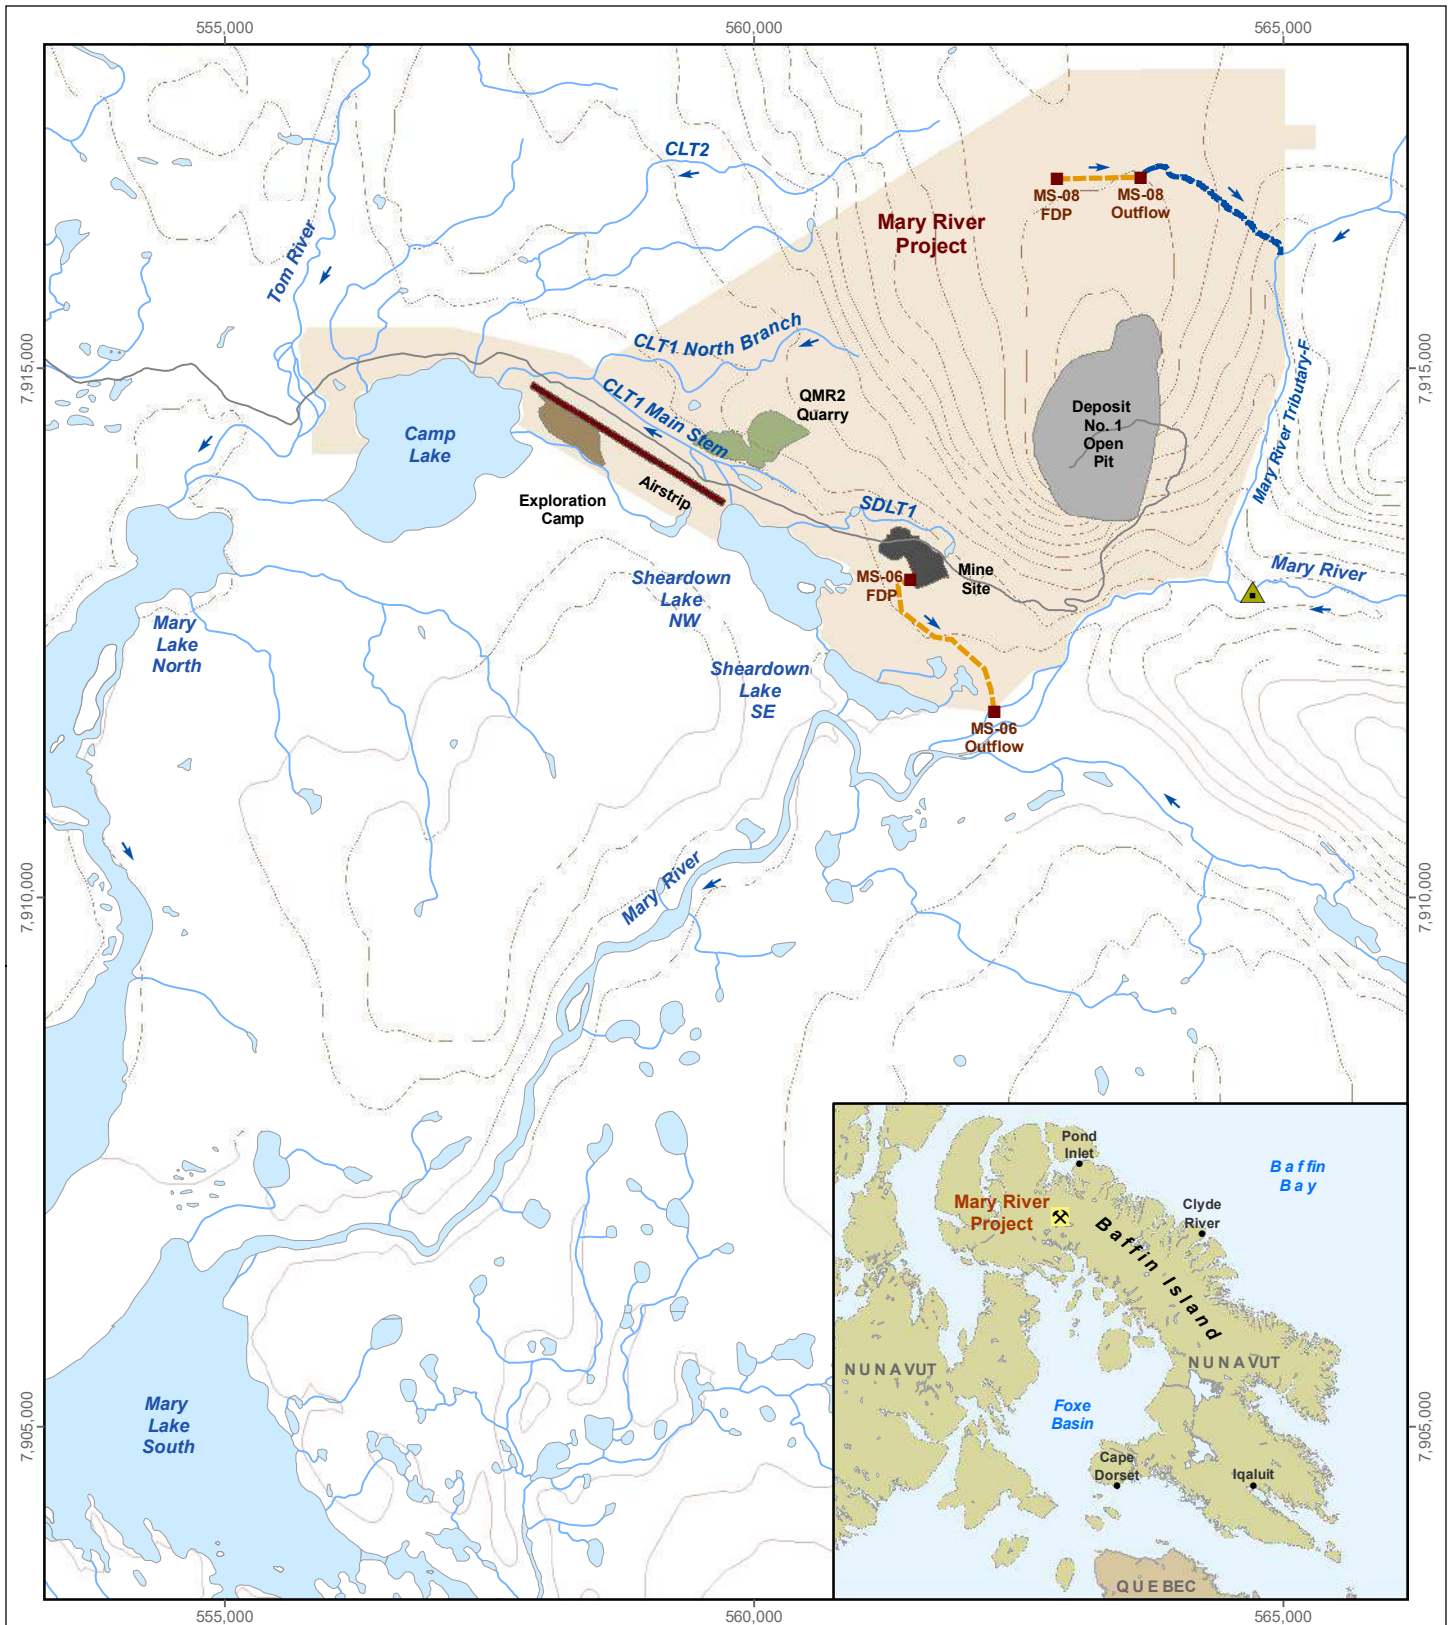 555,000
560,000
565,000
CLT2
MS-08
FDP
MS-08
Outflow
Mary River
Project
Tom River
CLT1 North Branch
7,915,000
7,915,000
CLT1 Main Stem
QMR2
Quarry
Deposit
No. 1
Open
Pit
Mary River Tributary-F
Camp
Lake
Airstrip
Exploration
Camp
SDLT1
MS-06
FDP
Mine
Site
Mary River
Sheardown
Lake
NW
Mary
Lake
North
Sheardown
Lake
SE
MS-06
Outflow
Mary River
7,910,000
7,910,000
Pond
Inlet
Baffin
Bay
Mary River
Project
Clyde
River
Baffin Island
NUNAVUT
NUNAVUT
Foxe
Basin
Mary
Lake
South
7,905,000
7,905,000
Cape
Dorset
Iqaluit
QUEBEC
555,000
560,000
565,000